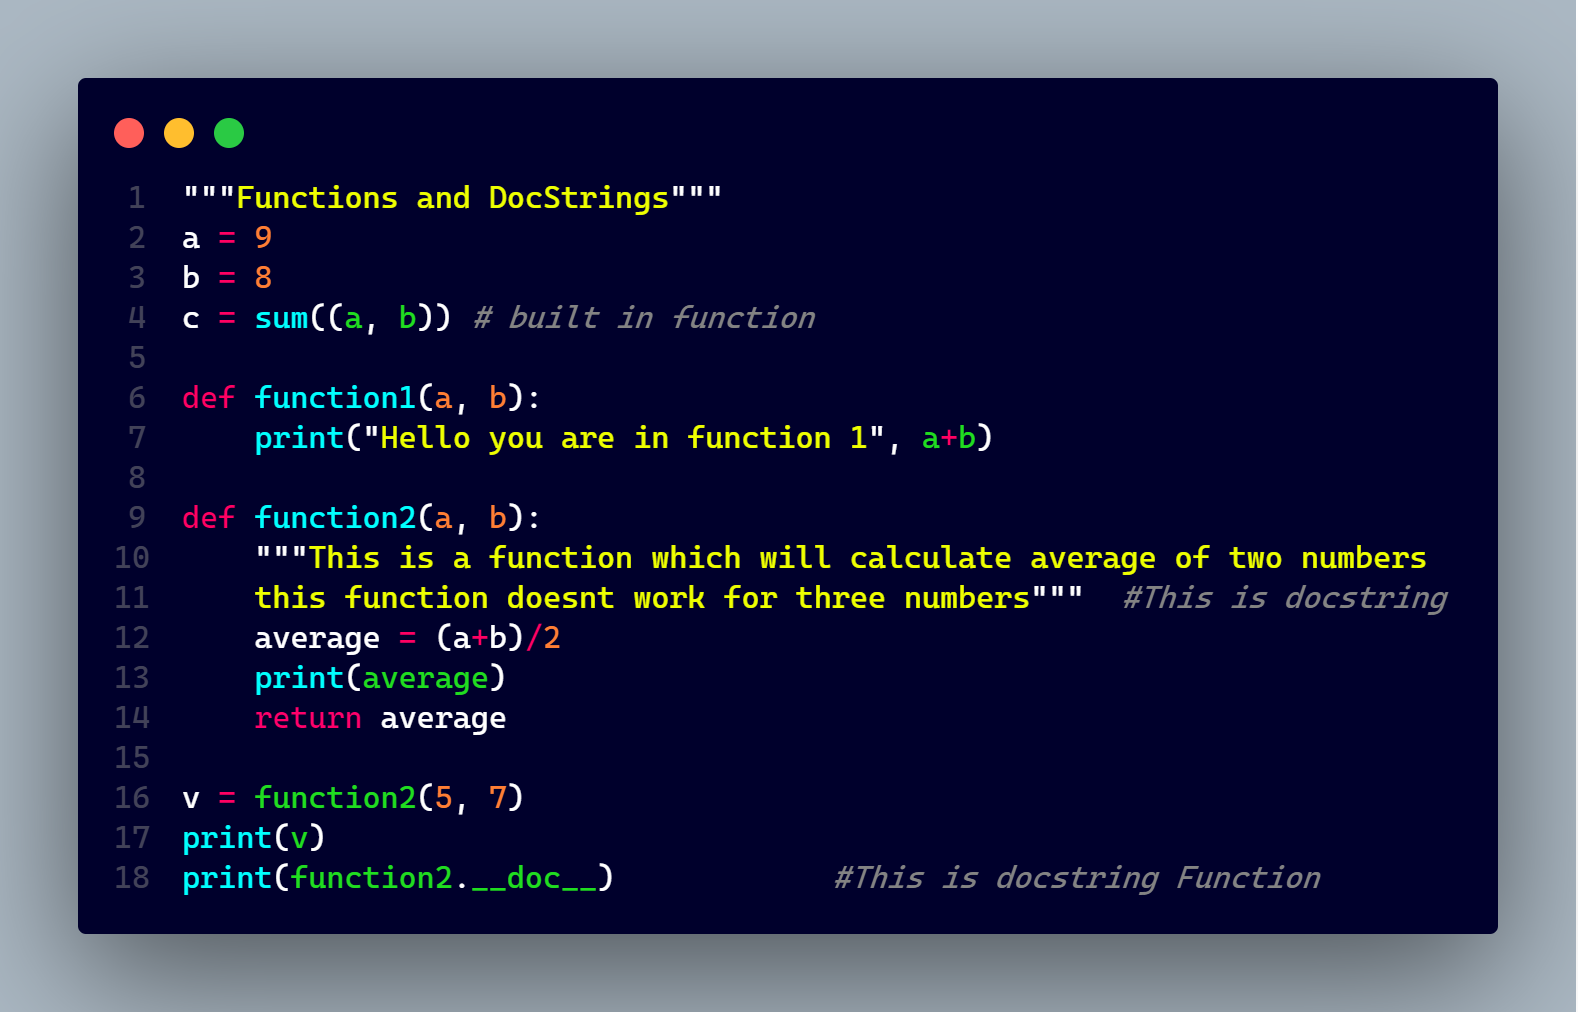 1 """Functions and DocStrings"""
2 a = 9
3 b = 8
4 c = sum((a, b)) # built in function
5
6 def function1(a, b):
7     print("Hello you are in function 1", a+b)
8
9 def function2(a, b):
10     """This is a function which will calculate average of two numbers
11     this function doesnt work for three numbers"""  #This is docstring
12     average = (a+b)/2
13     print(average)
14     return average
15
16 v = function2(5, 7)
17 print(v)
18 print(function2.__doc__)            #This is docstring Function